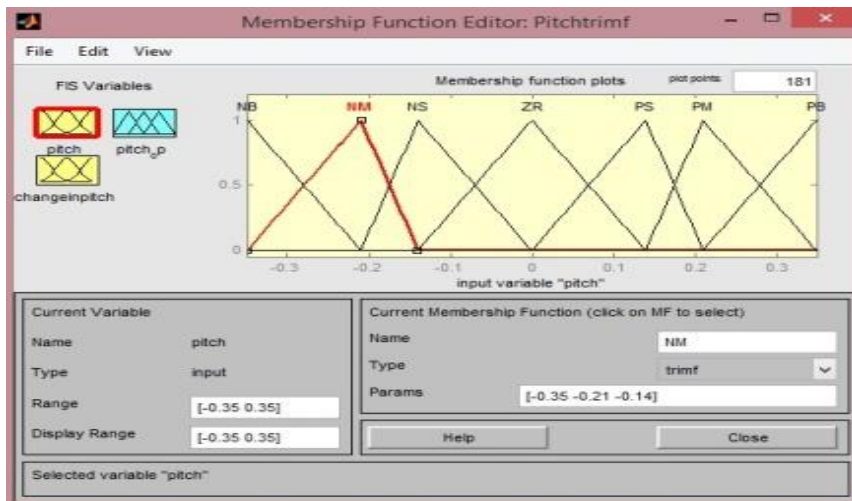 Membership Function Editor: Pitchtrimf
File Edit View
FIS Variables
pitch
pitch_op
changeinpitch
Membership function plots
plot points:
181
NB NM NS ZR PS PM PB
1
0.5
0
-0.3 -0.2 -0.1 0 0.1 0.2 0.3
input variable "pitch"
Current Variable
Name pitch
Type input
Range [-0.35 0.35]
Display Range [-0.35 0.35]
Current Membership Function (click on MF to select)
Name NM
Type trimf
Params [-0.35 -0.21 -0.14]
Help Close
Selected variable "pitch"